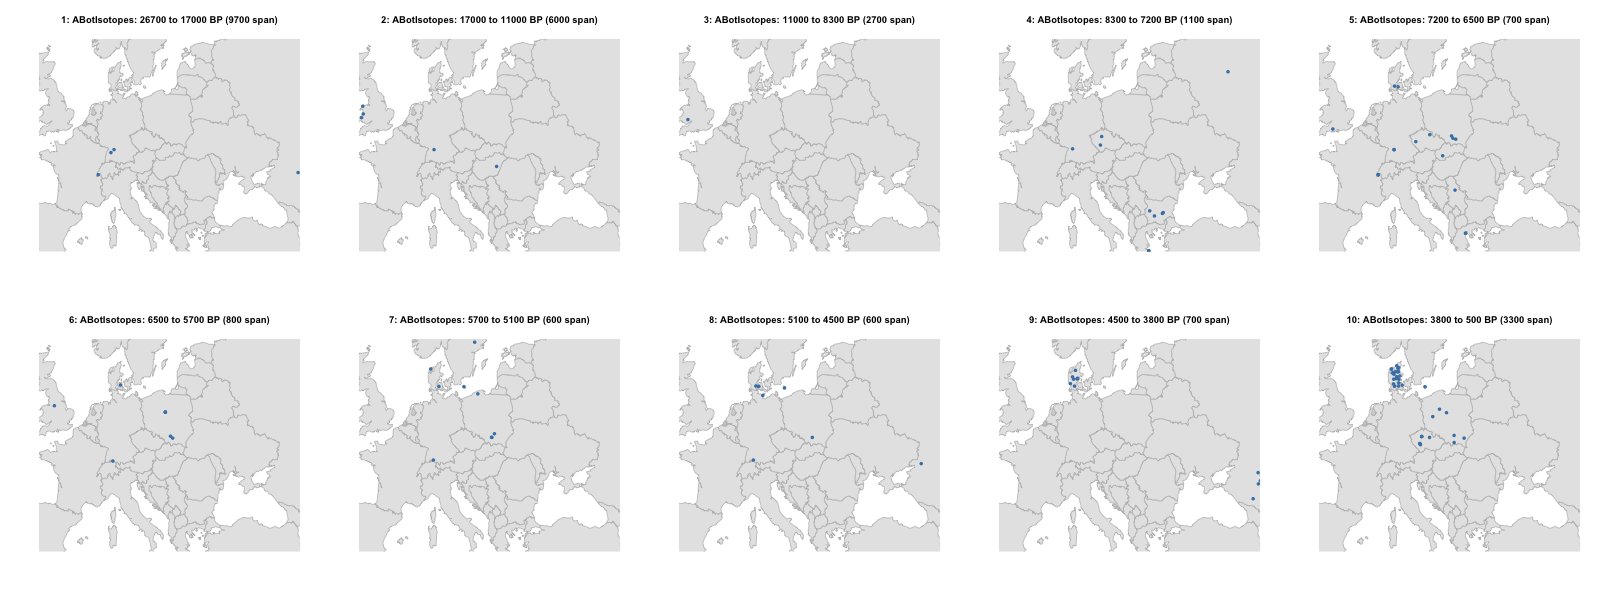 1: ABotIsotopes: 26700 to 17000 BP (9700 span)
2: ABotIsotopes: 17000 to 11000 BP (6000 span)
3: ABotIsotopes: 11000 to 8300 BP (2700 span)
4: ABotIsotopes: 8300 to 7200 BP (1100 span)
5: ABotIsotopes: 7200 to 6500 BP (700 span)
6: ABotIsotopes: 6500 to 5700 BP (800 span)
7: ABotIsotopes: 5700 to 5100 BP (600 span)
8: ABotIsotopes: 5100 to 4500 BP (600 span)
9: ABotIsotopes: 4500 to 3800 BP (700 span)
10: ABotIsotopes: 3800 to 500 BP (3300 span)